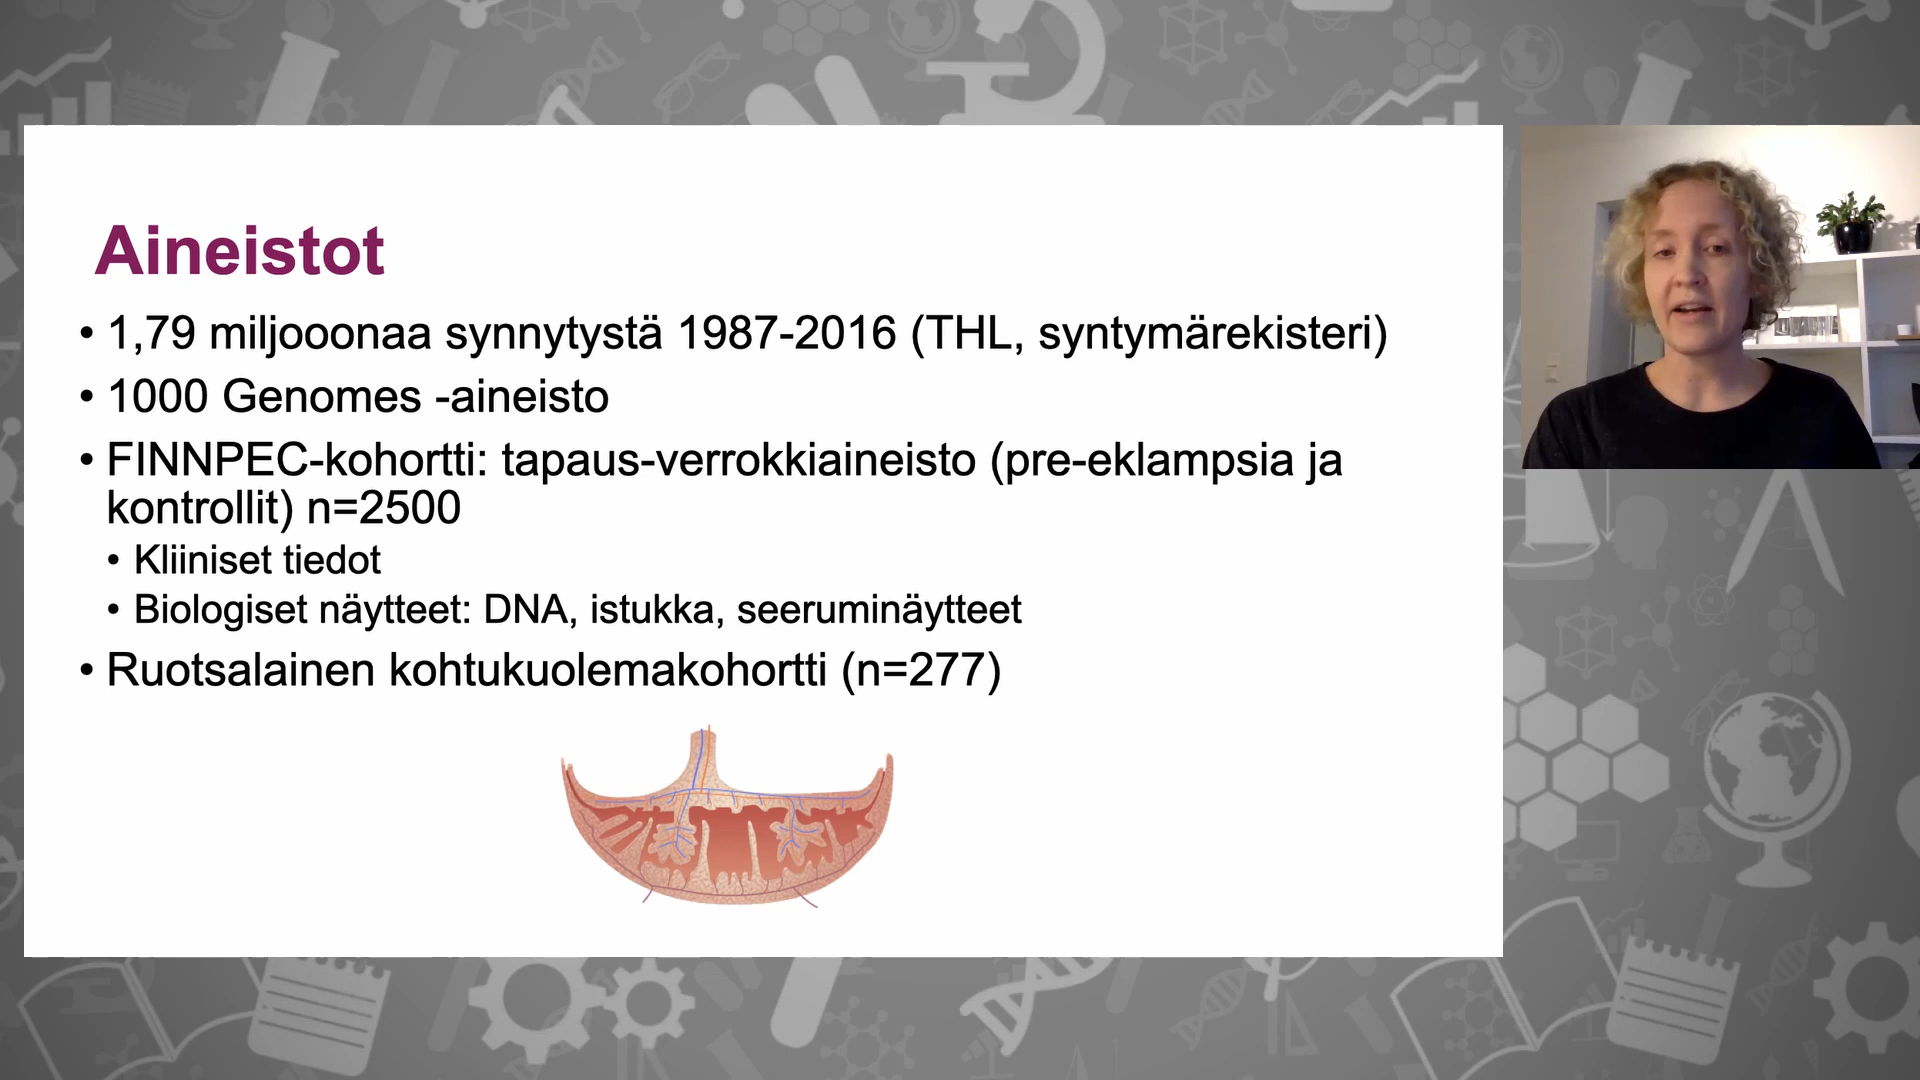 Aineistot
• 1,79 miljooonaa synnytystä 1987-2016 (THL, syntymärekisteri)
• 1000 Genomes -aineisto
• FINNPEC-kohortti: tapaus-verrokkiaineisto (pre-eklampsia ja
kontrollit) n=2500
• Kliiniset tiedot
• Biologiset näytteet: DNA, istukka, seeruminäytteet
• Ruotsalainen kohtukuolemakohortti (n=277)